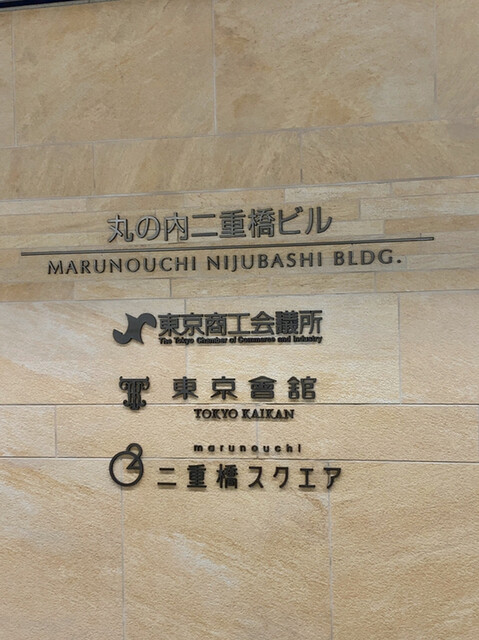 丸の内二重橋ビル
MARUNOUCHI NIJUBASHI BLDG.
東京商工会議所
The Tokyo Chamber of Commerce and Industry
東京會舘
TOKYO KAIKAN
marunouchi
二重橋スクエア